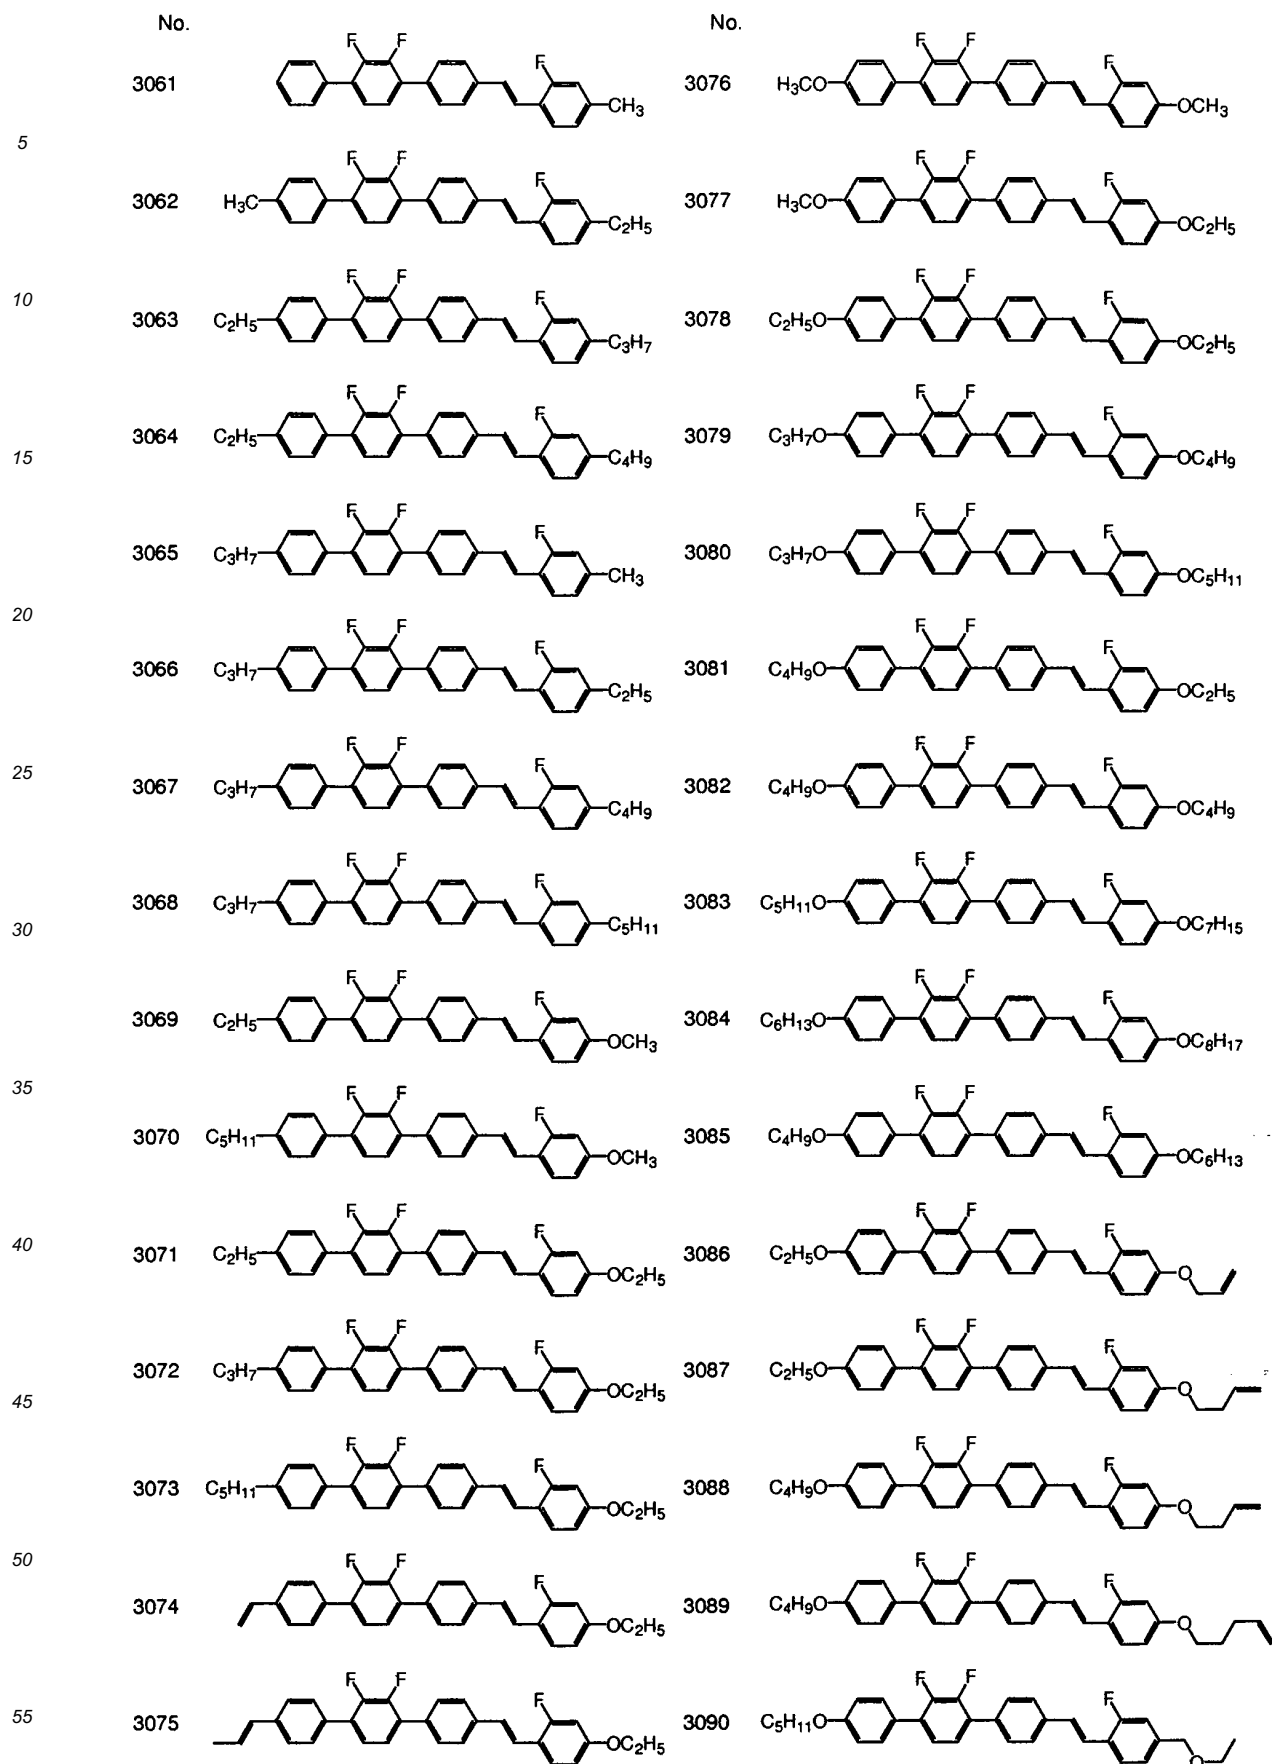 No. No.
F F F F F F
3061 CH3 3076 H3CO OCH3
5
F F F F F F
3062 H3C C2H5 3077 H3CO OC2H5
10
F F F F F F
3063 C2H5 C3H7 3078 C2H5O OC2H5
F F F F F F
3064 C2H5 C4H9 3079 C3H7O OC4H9
15
F F F F F F
3065 C3H7 CH3 3080 C3H7O OC5H11
20
F F F F F F
3066 C3H7 C2H5 3081 C4H9O OC2H5
25
F F F F F F
3067 C3H7 C4H9 3082 C4H9O OC4H9
F F F F F F
3068 C3H7 C5H11 3083 C5H11O OC7H15
30
F F F F F F
3069 C2H5 OCH3 3084 C6H13O OC8H17
35
F F F F F F
3070 C5H11 OCH3 3085 C4H9O OC6H13
40
F F F F F F
3071 C2H5 OC2H5 3086 C2H5O O
F F F F F F
3072 C3H7 OC2H5 3087 C2H5O O
45
F F F F F F
3073 C5H11 OC2H5 3088 C4H9O O
50
F F F F F F
3074 OC2H5 3089 C4H9O O
55
F F F F F F
3075 OC2H5 3090 C5H11O O